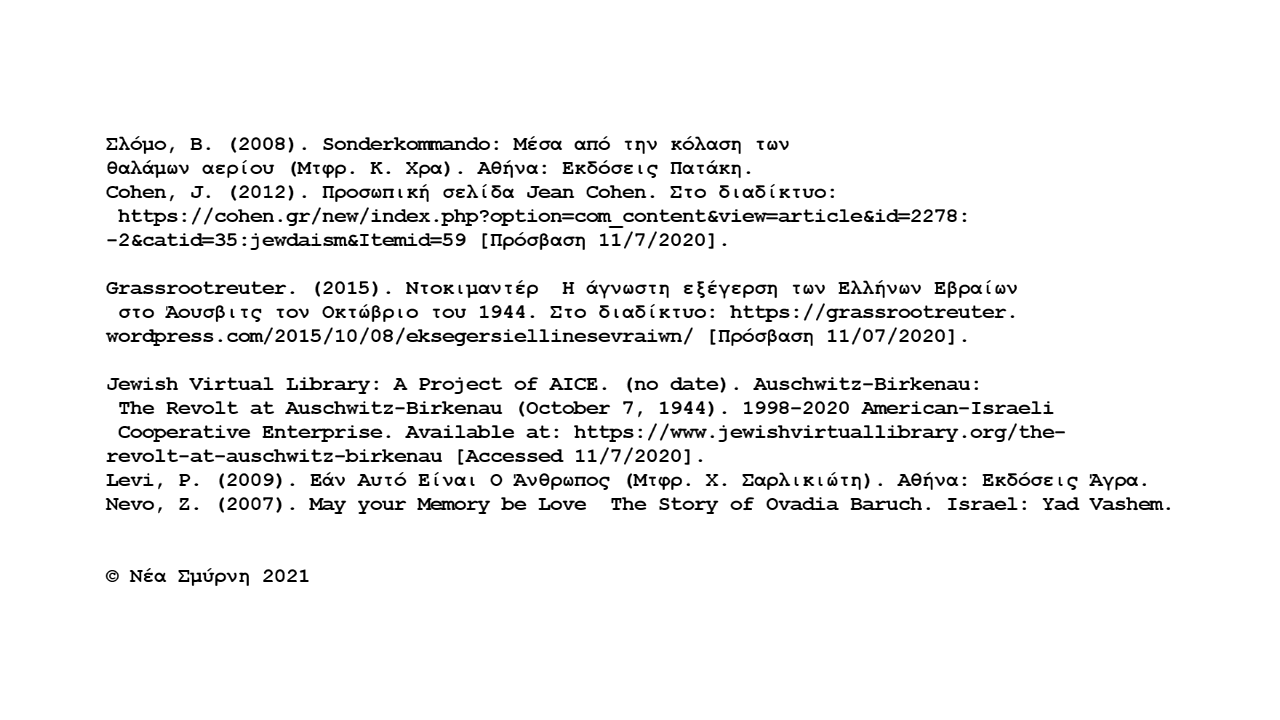 Σλόμο, Β. (2008). Sonderkommando: Μέσα από την κόλαση των
θαλάμων αερίου (Μτφρ. Κ. Χρα). Αθήνα: Εκδόσεις Πατάκη.
Cohen, J. (2012). Προσωπική σελίδα Jean Cohen. Στο διαδίκτυο:
https://cohen.gr/new/index.php?option=com_content&view=article&id=2278:
-2&catid=35:jewdaism&Itemid=59 [Πρόσβαση 11/7/2020].
Grassrootreuter. (2015). Ντοκιμαντέρ  Η άγνωστη εξέγερση των Ελλήνων Εβραίων
στο Άουσβιτς τον Οκτώβριο του 1944. Στο διαδίκτυο: https://grassrootreuter.
wordpress.com/2015/10/08/eksegersiellinesevraiwn/ [Πρόσβαση 11/07/2020].
Jewish Virtual Library: A Project of AICE. (no date). Auschwitz-Birkenau:
The Revolt at Auschwitz-Birkenau (October 7, 1944). 1998-2020 American-Israeli
Cooperative Enterprise. Available at: https://www.jewishvirtuallibrary.org/the-
revolt-at-auschwitz-birkenau [Accessed 11/7/2020].
Levi, P. (2009). Εάν Αυτό Είναι Ο Άνθρωπος (Μτφρ. Χ. Σαρλικιώτη). Αθήνα: Εκδόσεις Άγρα.
Nevo, Z. (2007). May your Memory be Love  The Story of Ovadia Baruch. Israel: Yad Vashem.
© Νέα Σμύρνη 2021